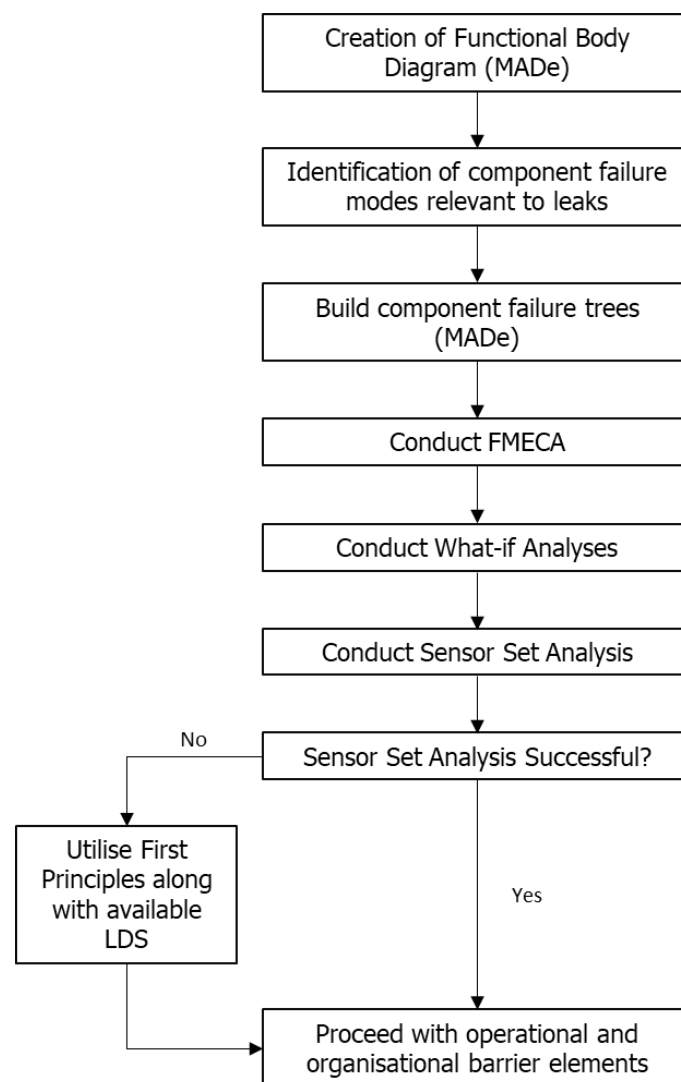 Creation of Functional Body
Diagram (MADe)
Identification of component failure
modes relevant to leaks
Build component failure trees
(MADe)
Conduct FMECA
Conduct What-if Analyses
Conduct Sensor Set Analysis
Sensor Set Analysis Successful?
No
Utilise First
Principles along
with available
LDS
Yes
Proceed with operational and
organisational barrier elements